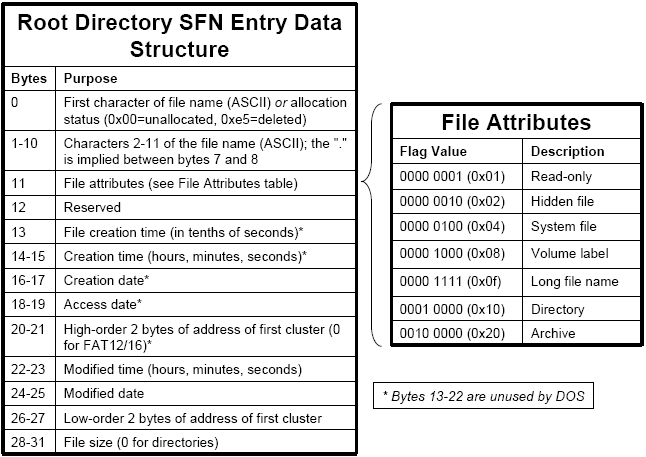 Root Directory SFN Entry Data
Structure
Bytes Purpose
0 First character of file name (ASCII) or allocation
status (0x00=unallocated, 0xe5=deleted)
1-10 Characters 2-11 of the file name (ASCII); the "."
is implied between bytes 7 and 8
11 File attributes (see File Attributes table)
12 Reserved
13 File creation time (in tenths of seconds)*
14-15 Creation time (hours, minutes, seconds)*
16-17 Creation date*
18-19 Access date*
20-21 High-order 2 bytes of address of first cluster (0
for FAT12/16)*
22-23 Modified time (hours, minutes, seconds)
24-25 Modified date
26-27 Low-order 2 bytes of address of first cluster
28-31 File size (0 for directories)
File Attributes
Flag Value Description
0000 0001 (0x01) Read-only
0000 0010 (0x02) Hidden file
0000 0100 (0x04) System file
0000 1000 (0x08) Volume label
0000 1111 (0x0f) Long file name
0001 0000 (0x10) Directory
0010 0000 (0x20) Archive
* Bytes 13-22 are unused by DOS